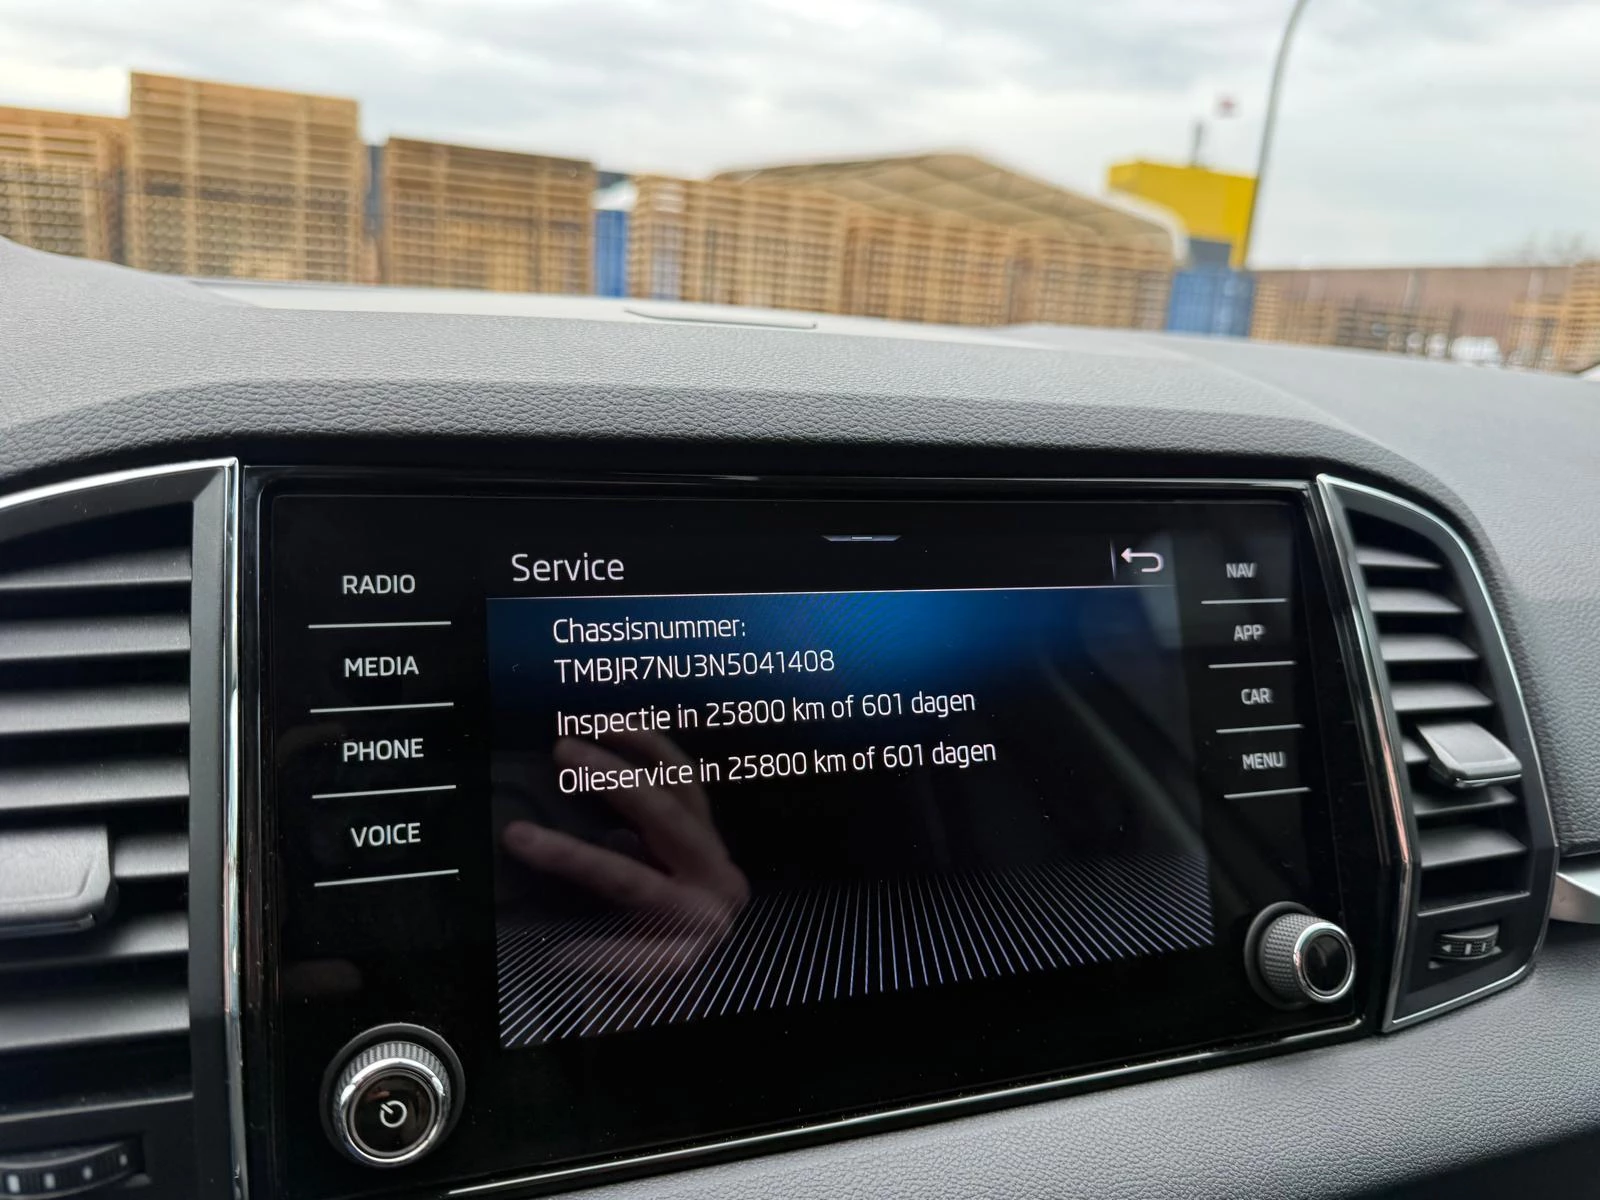 RADIO
MEDIA
PHONE
VOICE
Service
Chassisnummer:
TMBJR7NU3N5041408
Inspectie in 25800 km of 601 dagen
Olieservice in 25800 km of 601 dagen
NAV
APP
CAR
MENU